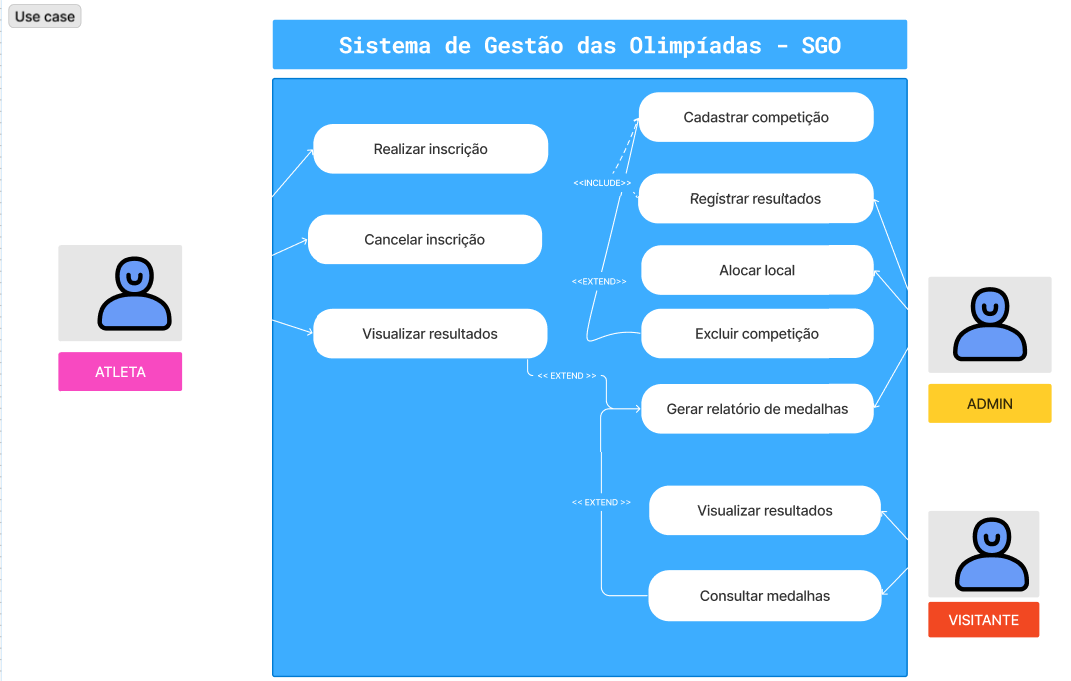 Use case
Sistema de Gestão das Olimpíadas - SGO
Cadastrar competição
Realizar inscrição
<<INCLUDE>>
Registrar resultados
Cancelar inscrição
Alocar local
<<EXTEND>>
Visualizar resultados
Excluir competição
ATLETA
<< EXTEND >>
ADMIN
Gerar relatório de medalhas
<< EXTEND >>
Visualizar resultados
Consultar medalhas
VISITANTE